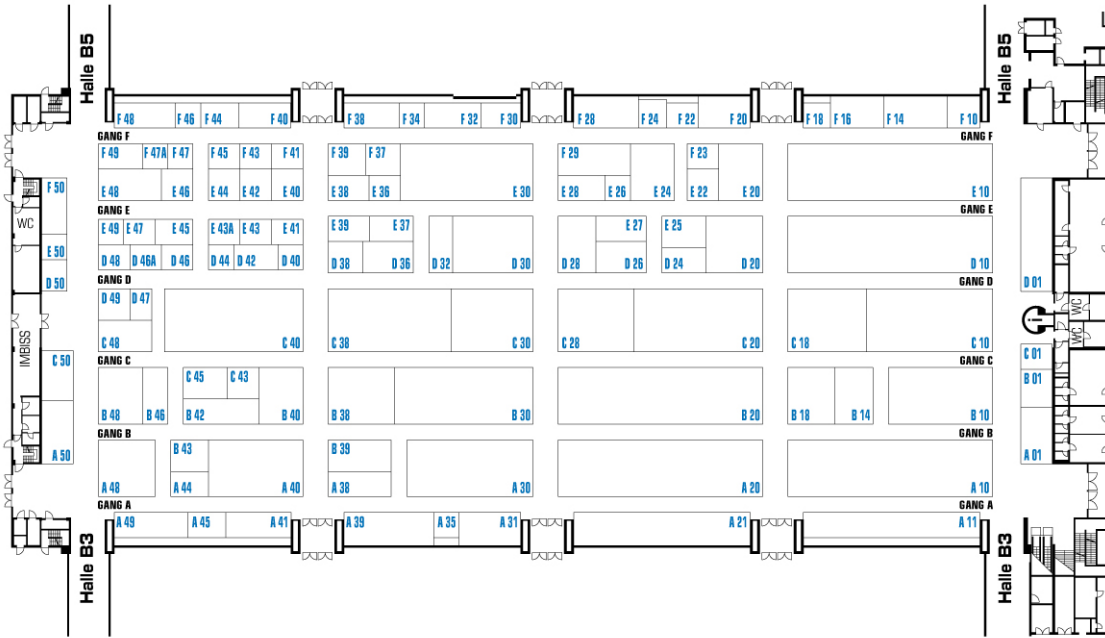 Halle B5
Halle B5
F 48
F 46
F 44
F 40
F 38
F 34
F 32
F 30
F 28
F 24
F 22
F 20
F 18
F 16
F 14
F 10
GANG F
GANG F
F 49
F 47A
F 47
F 45
F 43
F 41
F 39
F 37
F 29
F 23
E 48
E 46
E 44
E 42
E 40
E 38
E 36
E 30
E 28
E 26
E 24
E 22
E 20
E 10
F 50
WC
E 50
D 50
GANG E
GANG E
E 49
E 47
E 45
E 43A
E 43
E 41
E 39
E 37
E 27
E 25
D 48
D 46A
D 46
D 44
D 42
D 40
D 38
D 36
D 32
D 30
D 28
D 26
D 24
D 20
D 10
D 01
GANG D
GANG D
D 49
D 47
C 48
C 40
C 38
C 30
C 28
C 20
C 18
C 10
i
WC
WC
IMBISS
C 50
A 50
GANG C
GANG C
C 01
B 01
A 01
C 45
C 43
B 48
B 46
B 42
B 40
B 38
B 30
B 20
B 18
B 14
B 10
GANG B
GANG B
B 43
B 39
A 48
A 44
A 40
A 38
A 30
A 20
A 10
GANG A
GANG A
A 49
A 45
A 41
A 39
A 35
A 31
A 21
A 11
Halle B3
Halle B3